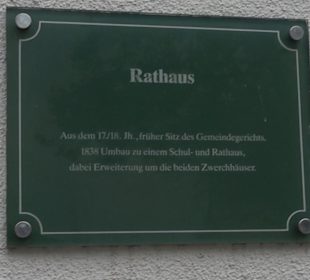 Rathaus
Aus dem 17./18. Jh., früher Sitz des Gemeindegerichts.
1838 Umbau zu einem Schul- und Rathaus,
dabei Erweiterung um die beiden Zwerchhäuser.